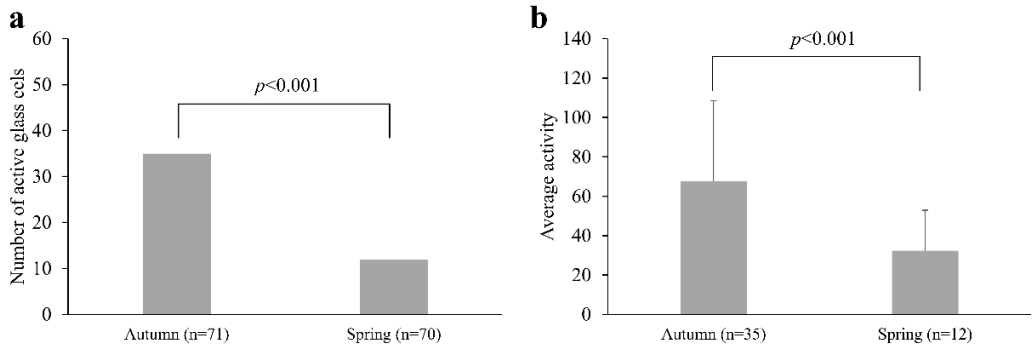 a
Number of active glass eels
60
50
40
30
20
10
0
p<0.001
Autumn (n=71)
Spring (n=70)
b
Average activity
140
120
100
80
60
40
20
0
p<0.001
Autumn (n=35)
Spring (n=12)